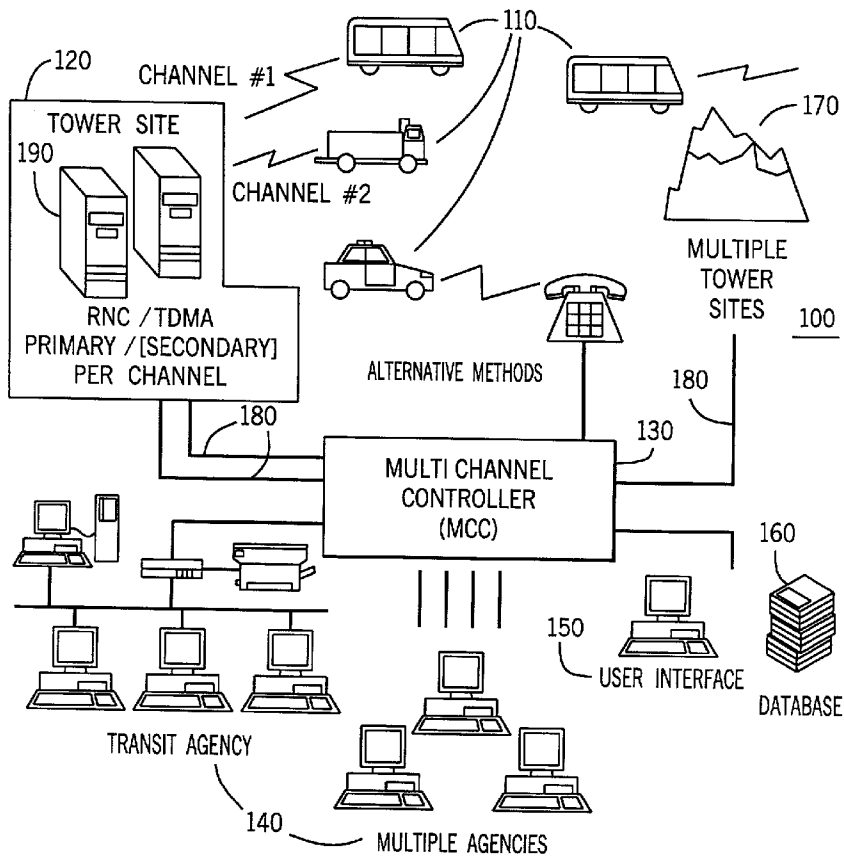 110
120
CHANNEL #1
TOWER SITE
190
CHANNEL #2
170
MULTIPLE
TOWER
SITES
100
RNC / TDMA
PRIMARY / [SECONDARY]
PER CHANNEL
ALTERNATIVE METHODS
180
180
130
MULTI CHANNEL
CONTROLLER
(MCC)
160
150
USER INTERFACE
DATABASE
TRANSIT AGENCY
140
MULTIPLE AGENCIES